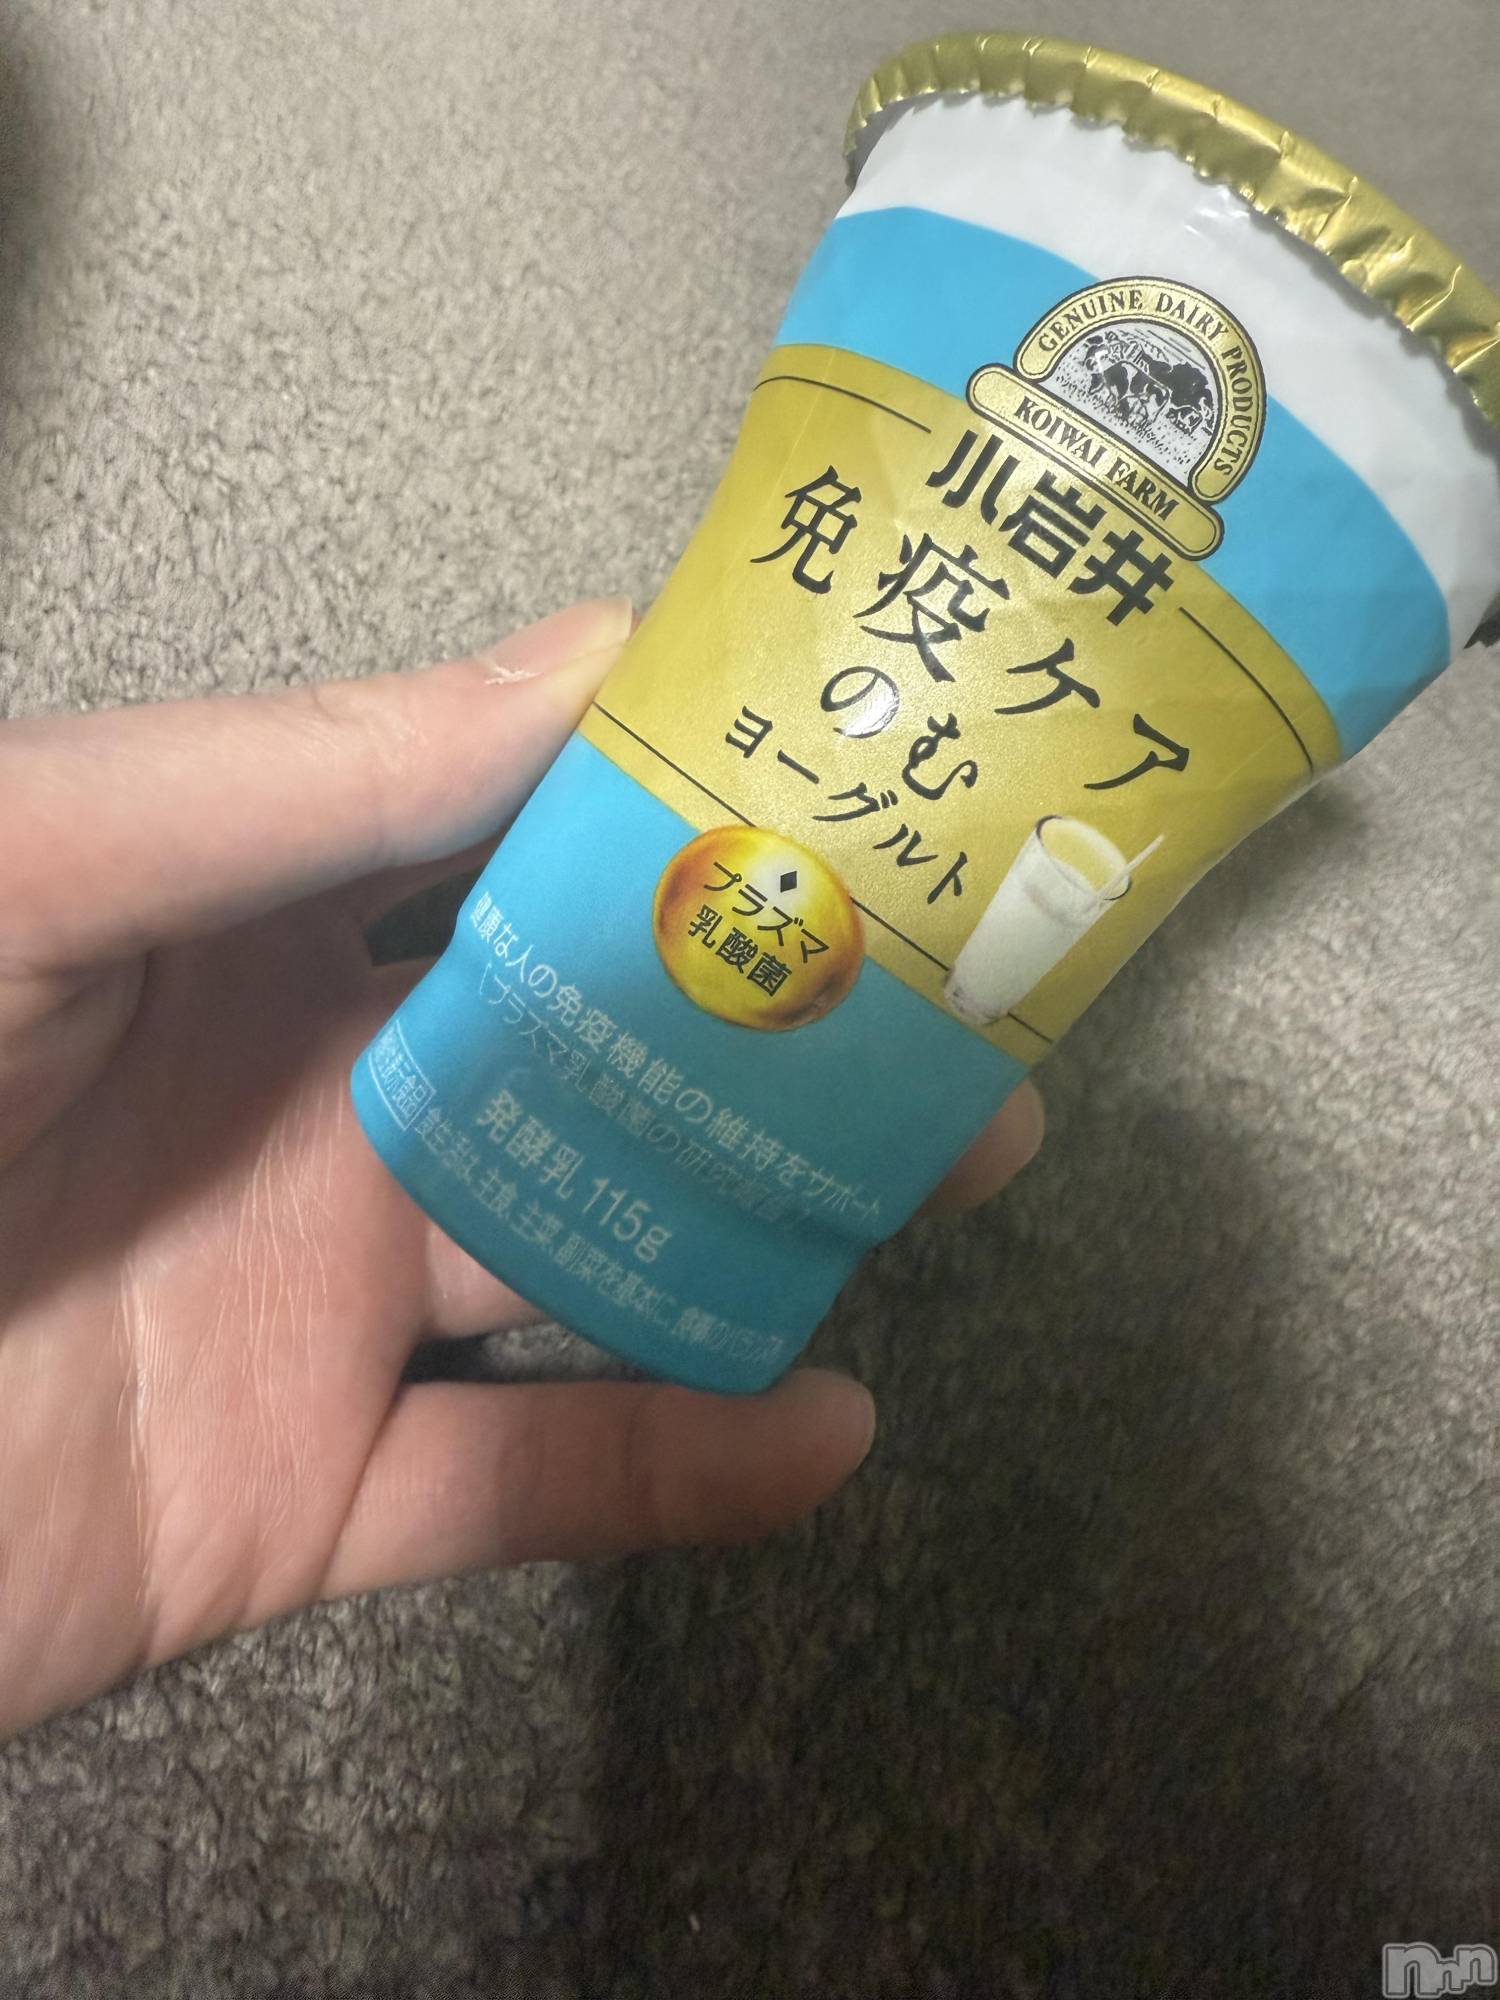 GENUINE DAIRY PRODUCTS
KOIWAI FARM
小岩井
免疫ケア
のむ
ヨーグルト
プラズマ
乳酸菌
健康な人の免疫機能の維持をサポート
(プラズマ乳酸菌の研究報告)
発酵乳 115g
食生活は、主食、主菜、副菜を基本に、食事のバランスを